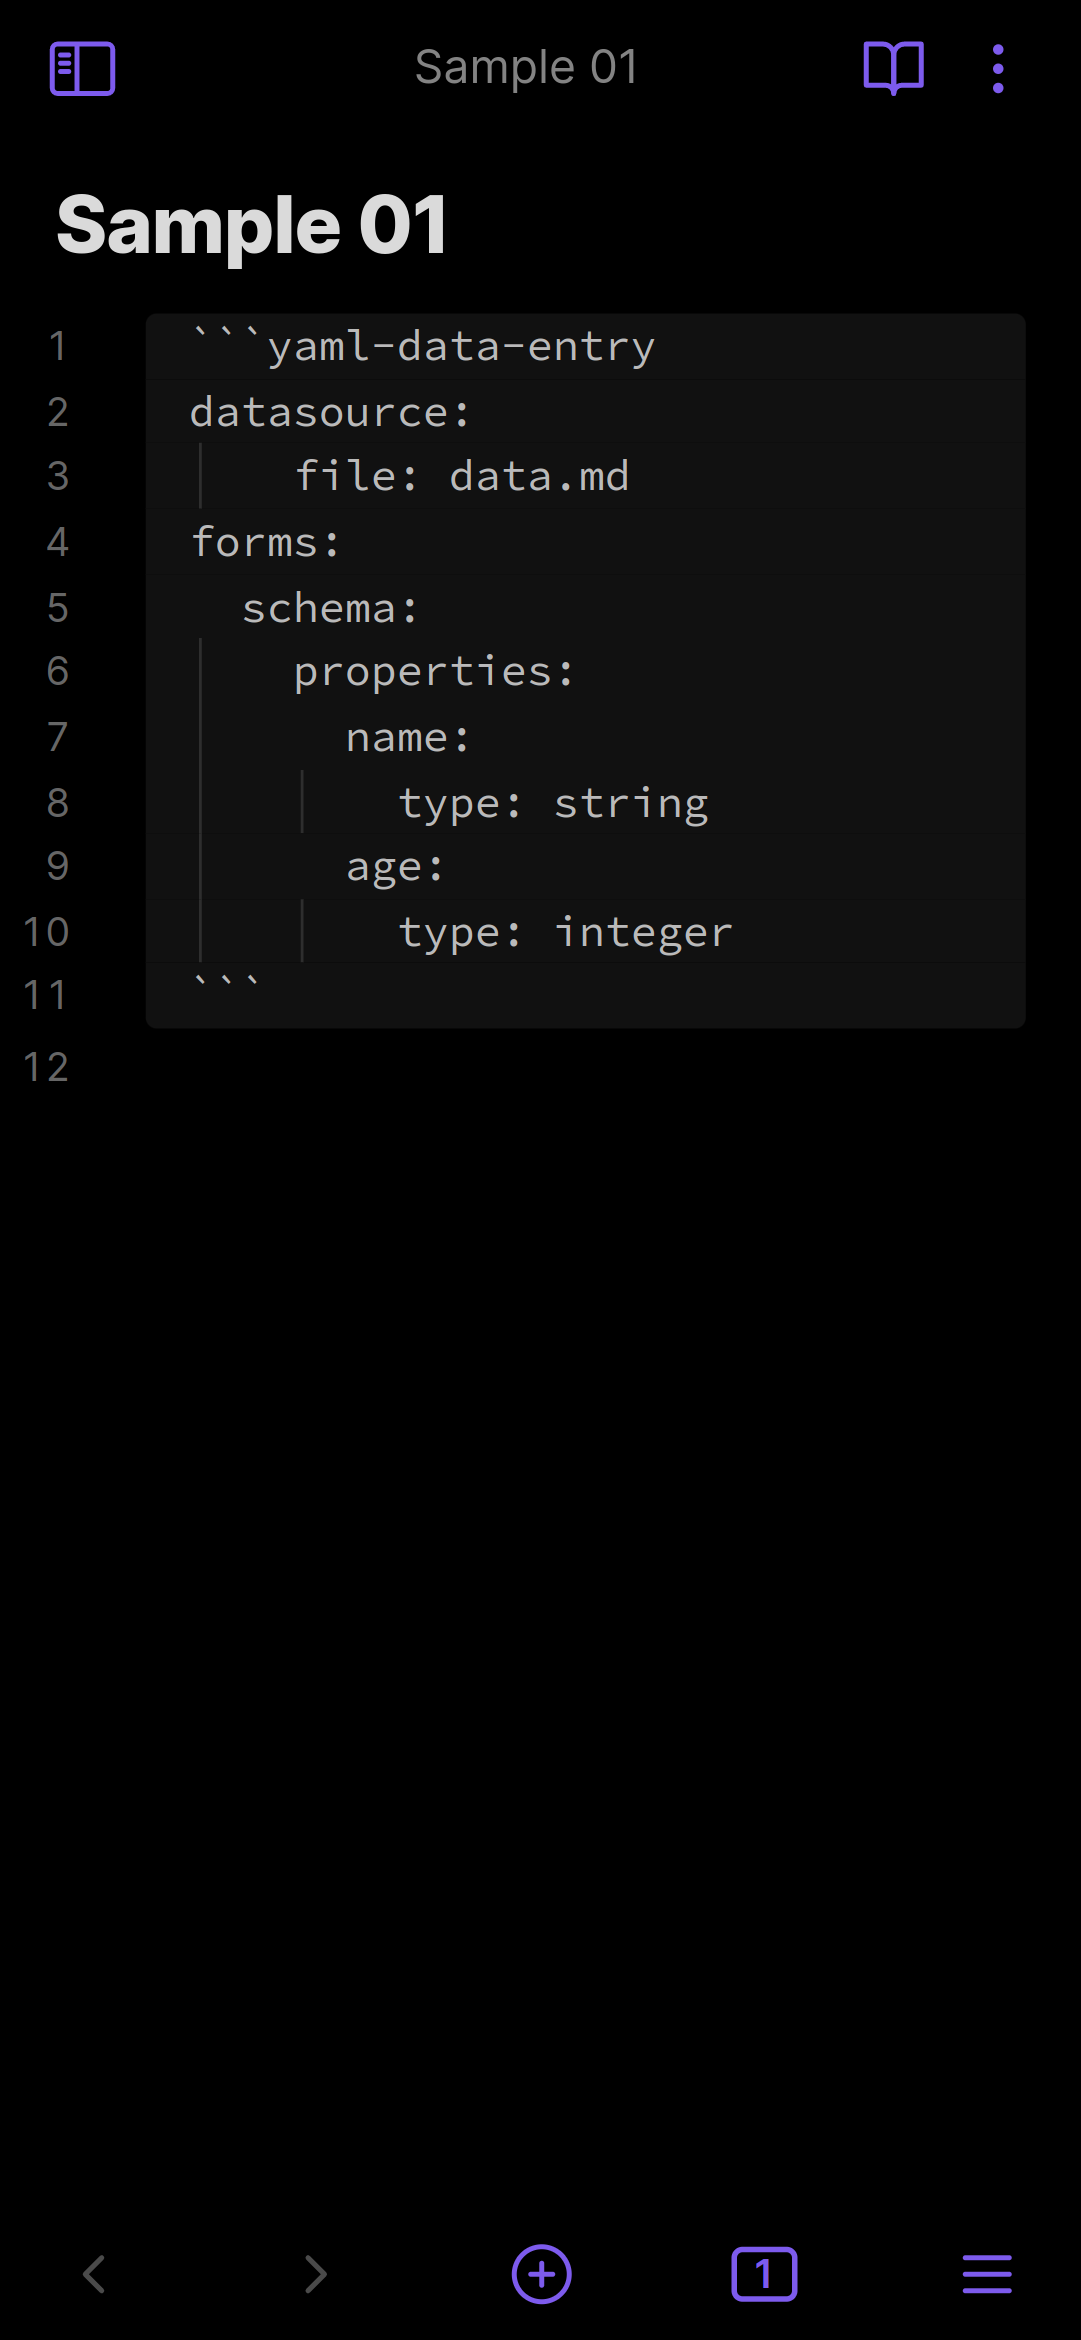 Sample 01
Sample 01
1 ```yaml-data-entry
2 datasource:
3     file: data.md
4 forms:
5   schema:
6     properties:
7       name:
8         type: string
9       age:
10         type: integer
11 ```
12
1